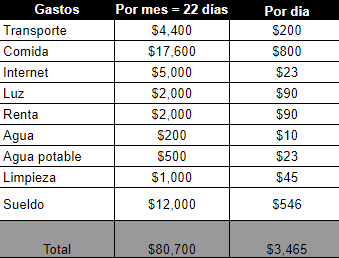 Gastos Por mes = 22 días Por dia
Transporte $4,400 $200
Comida $17,600 $800
Internet $5,000 $23
Luz $2,000 $90
Renta $2,000 $90
Agua $200 $10
Agua potable $500 $23
Limpieza $1,000 $45
Sueldo $12,000 $546
Total $80,700 $3,465